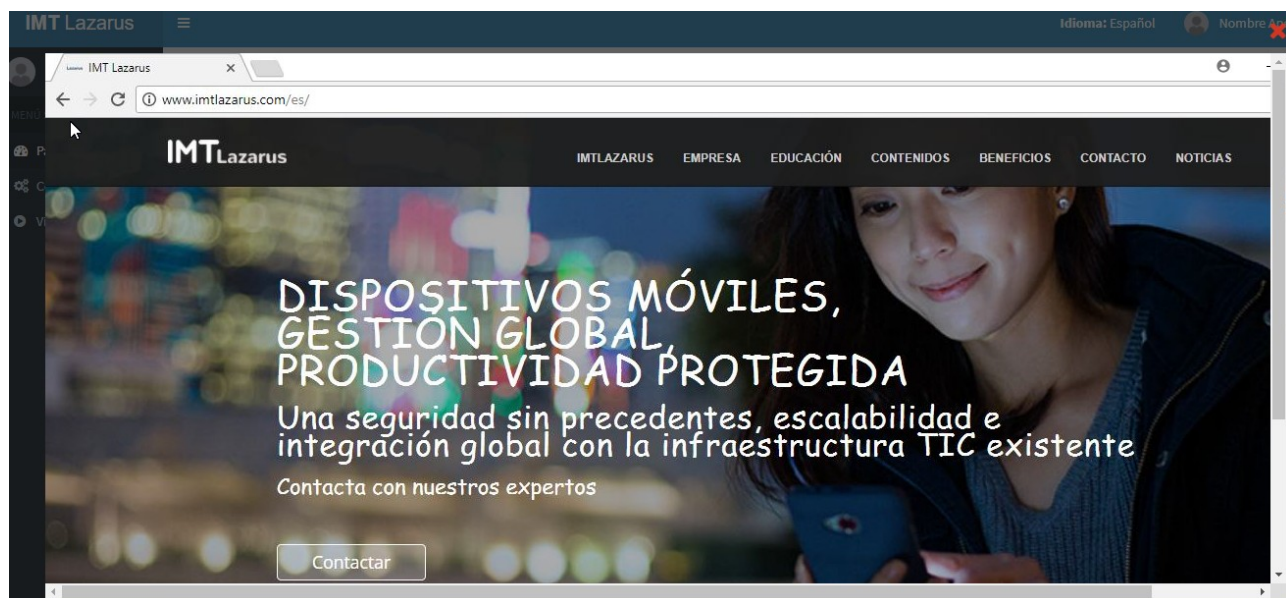 IMT Lazarus
Idioma: Español
Nombre
IMT Lazarus
www.imtlazarus.com/es/
MENÚ
IMTLAZARUS
IMTLAZARUS EMPRESA EDUCACIÓN CONTENIDOS BENEFICIOS CONTACTO NOTICIAS
DISPOSITIVOS MÓVILES,
GESTIÓN GLOBAL,
PRODUCTIVIDAD PROTEGIDA
Una seguridad sin precedentes, escalabilidad e
integración global con la infraestructura TIC existente
Contacta con nuestros expertos
Contactar